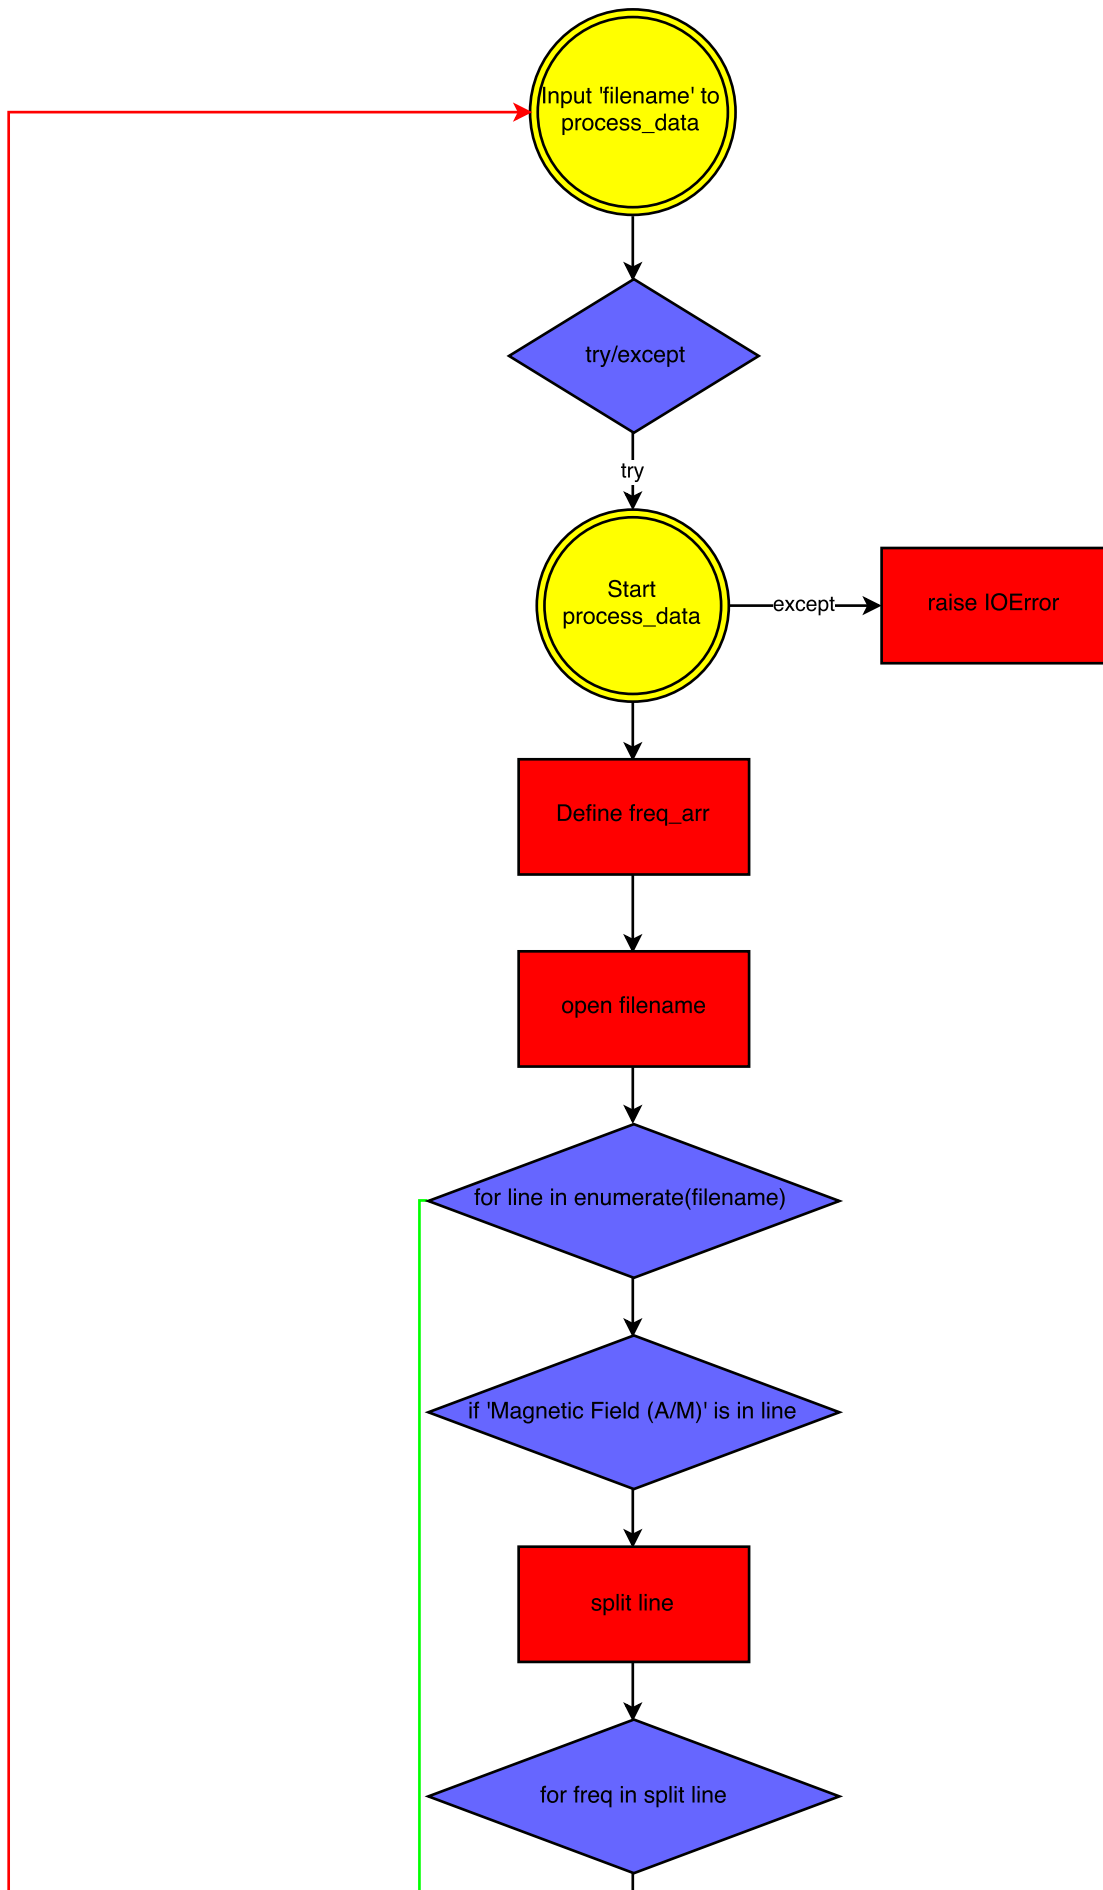 Input 'filename' to
process_data
try/except
try
Start
process_data
except
raise IOError
Define freq_arr
open filename
for line in enumerate(filename)
if 'Magnetic Field (A/M)' is in line
split line
for freq in split line